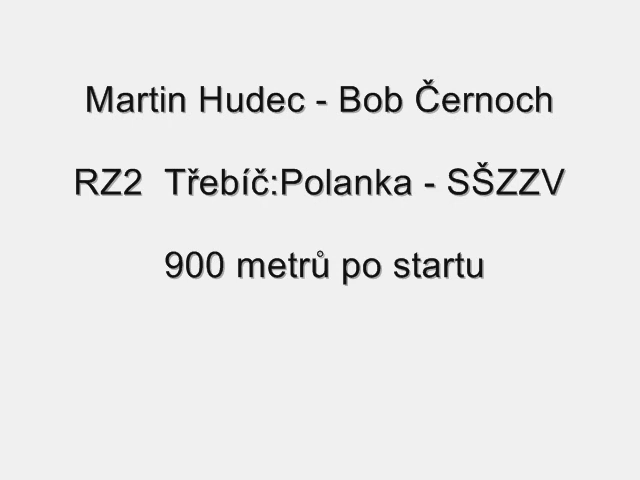 Martin Hudec - Bob Černoch
RZ2  Třebíč:Polanka - SŠZZV
900 metrů po startu